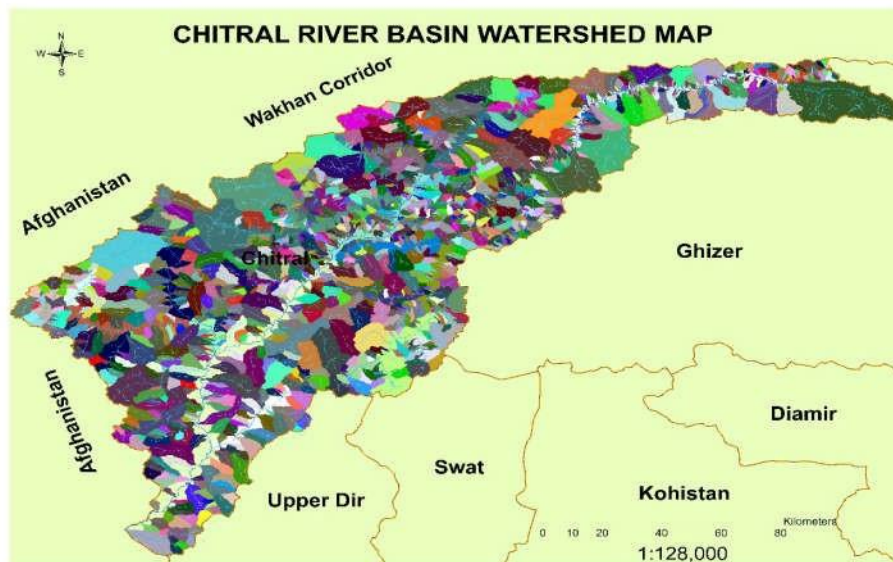 CHITRAL RIVER BASIN WATERSHED MAP
N
W E
S
Wakhan Corridor
Afghanistan
Chitral
Ghizer
Afghanistan
Diamir
Swat
Kohistan
Upper Dir
Kilometers
0 10 20 40 60 80
1:128,000